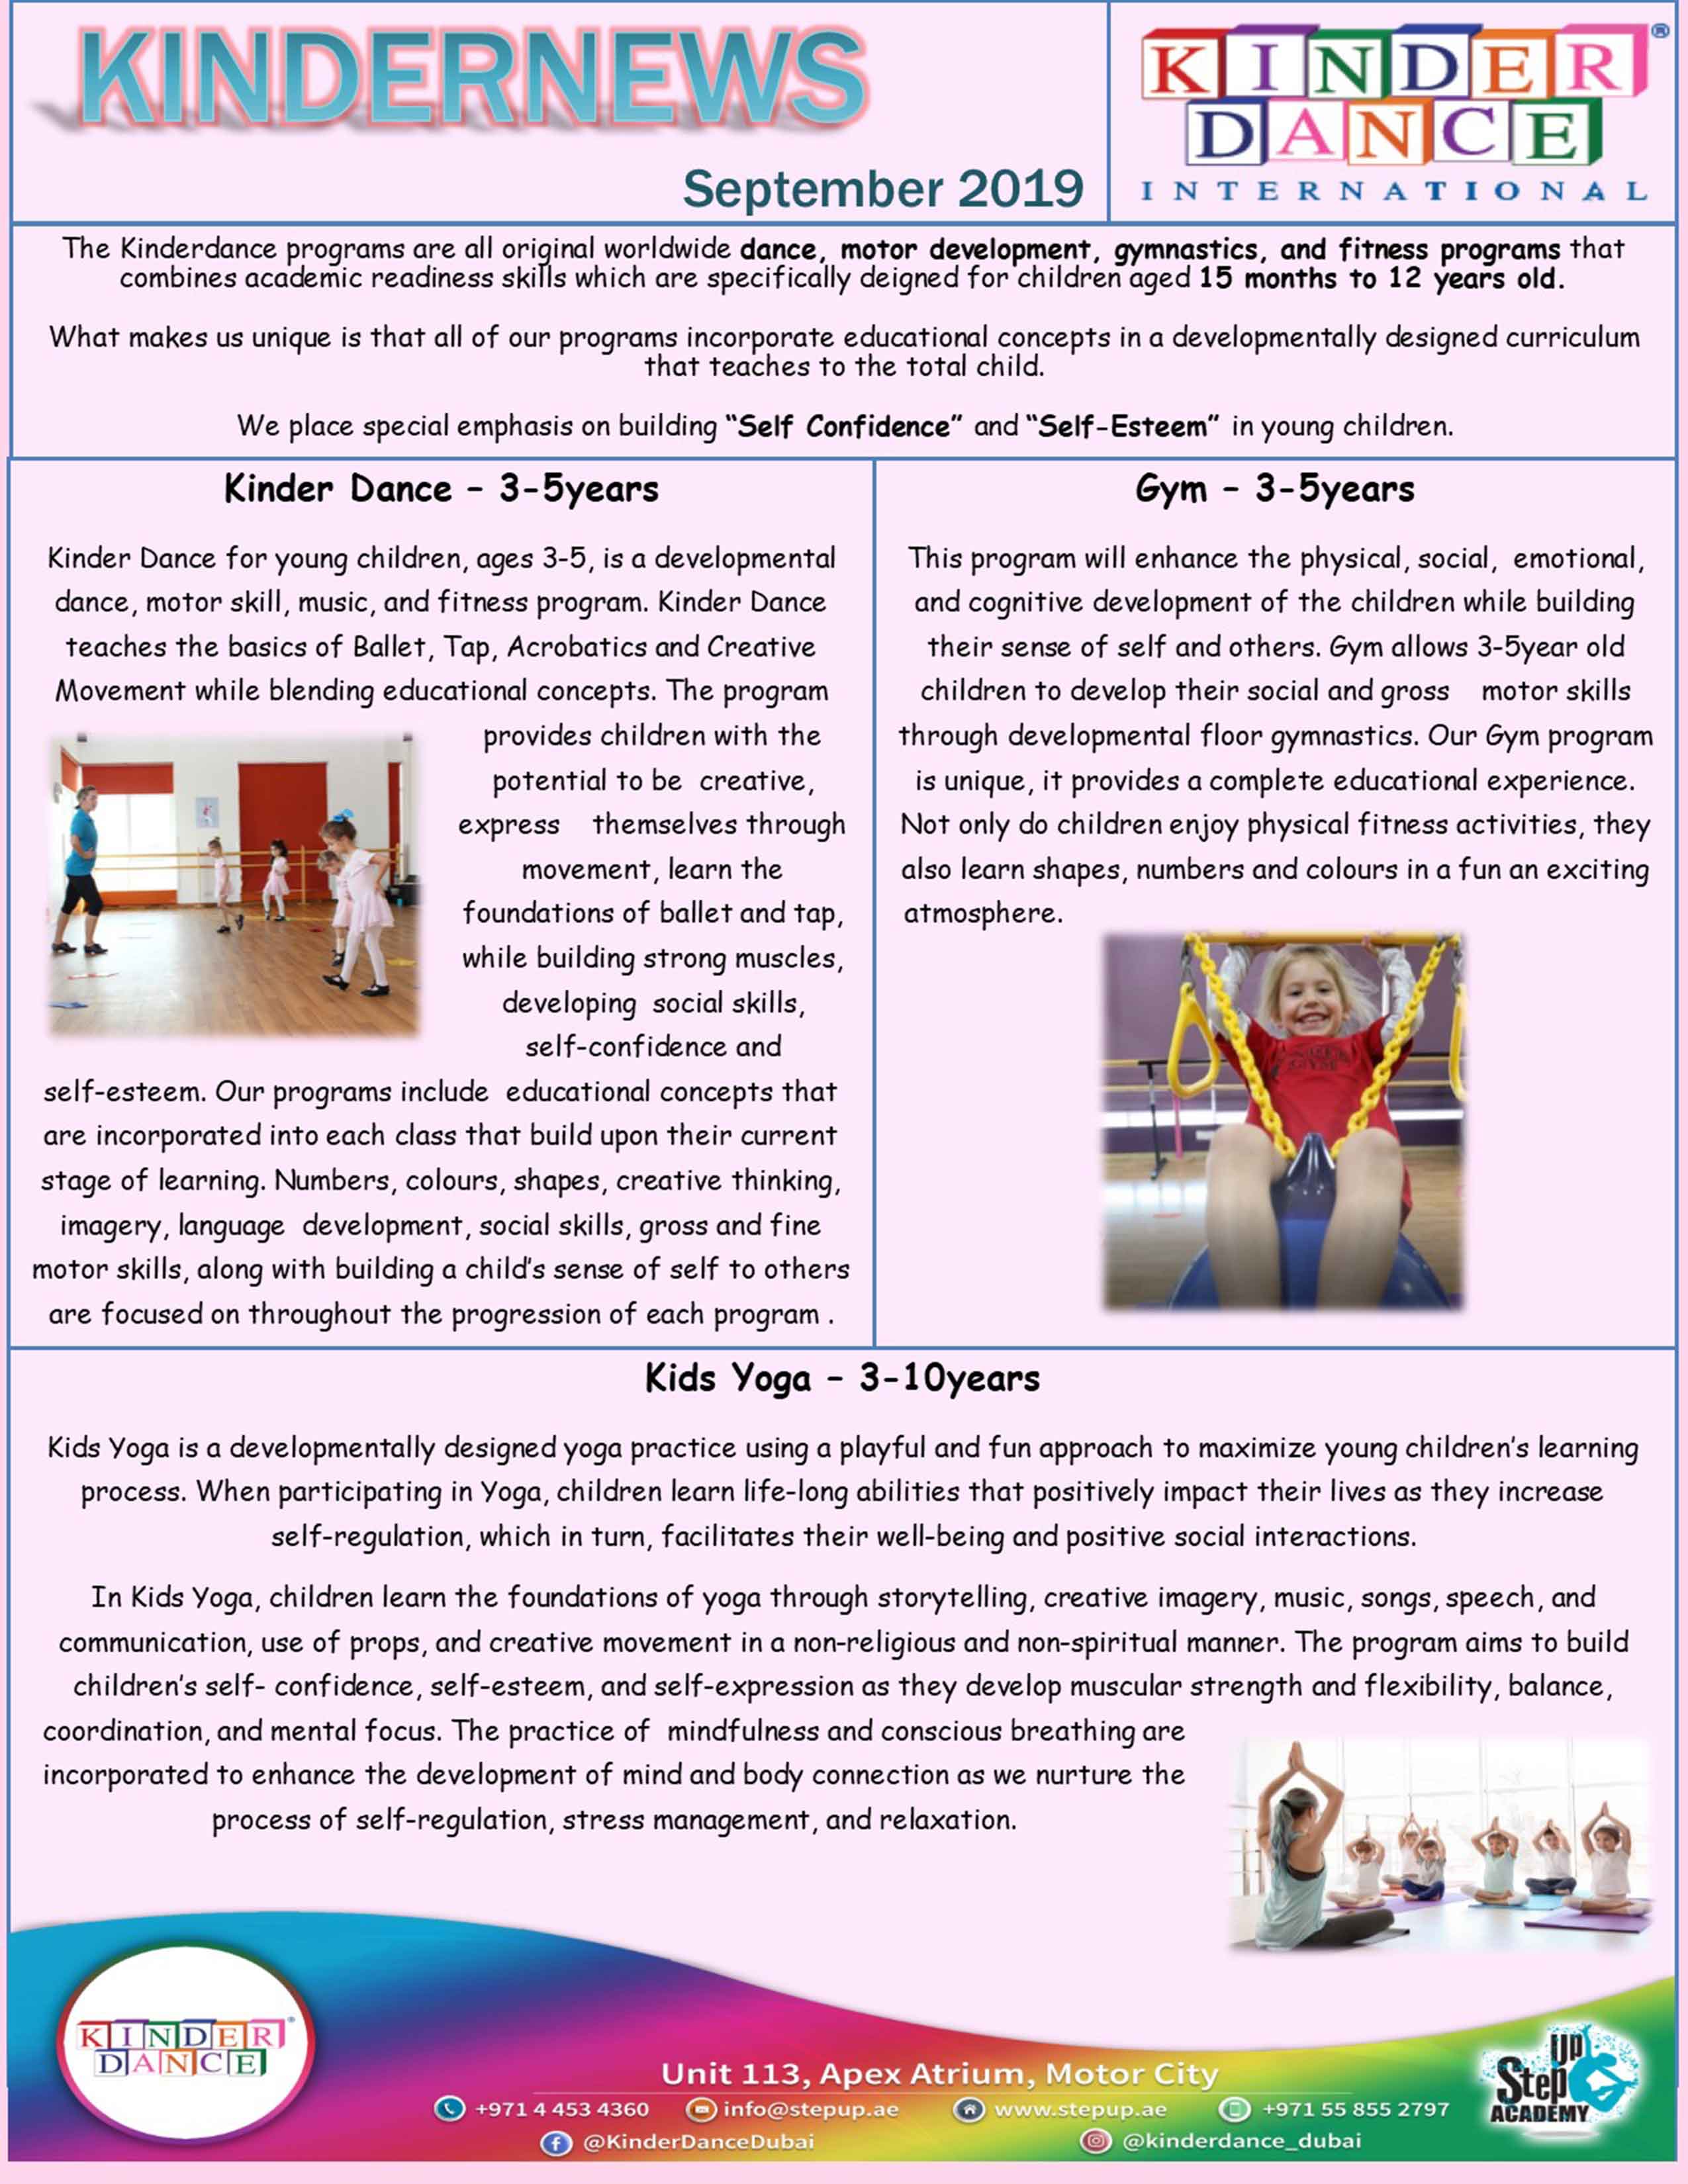 KINDERNEWS
September 2019
KINDER®
DANCE
INTERNATIONAL
The Kinderdance programs are all original worldwide dance, motor development, gymnastics, and fitness programs that
combines academic readiness skills which are specifically deigned for children aged 15 months to 12 years old.
What makes us unique is that all of our programs incorporate educational concepts in a developmentally designed curriculum
that teaches to the total child.
We place special emphasis on building “Self Confidence” and “Self-Esteem” in young children.
Kinder Dance – 3-5years
Kinder Dance for young children, ages 3-5, is a developmental
dance, motor skill, music, and fitness program. Kinder Dance
teaches the basics of Ballet, Tap, Acrobatics and Creative
Movement while blending educational concepts. The program
provides children with the
potential to be creative,
express themselves through
movement, learn the
foundations of ballet and tap,
while building strong muscles,
developing social skills,
self-confidence and
self-esteem. Our programs include educational concepts that
are incorporated into each class that build upon their current
stage of learning. Numbers, colours, shapes, creative thinking,
imagery, language development, social skills, gross and fine
motor skills, along with building a child’s sense of self to others
are focused on throughout the progression of each program .
Gym – 3-5years
This program will enhance the physical, social, emotional,
and cognitive development of the children while building
their sense of self and others. Gym allows 3-5year old
children to develop their social and gross motor skills
through developmental floor gymnastics. Our Gym program
is unique, it provides a complete educational experience.
Not only do children enjoy physical fitness activities, they
also learn shapes, numbers and colours in a fun an exciting
atmosphere.
Kids Yoga – 3-10years
Kids Yoga is a developmentally designed yoga practice using a playful and fun approach to maximize young children’s learning
process. When participating in Yoga, children learn life-long abilities that positively impact their lives as they increase
self-regulation, which in turn, facilitates their well-being and positive social interactions.
In Kids Yoga, children learn the foundations of yoga through storytelling, creative imagery, music, songs, speech, and
communication, use of props, and creative movement in a non-religious and non-spiritual manner. The program aims to build
children’s self- confidence, self-esteem, and self-expression as they develop muscular strength and flexibility, balance,
coordination, and mental focus. The practice of mindfulness and conscious breathing are
incorporated to enhance the development of mind and body connection as we nurture the
process of self-regulation, stress management, and relaxation.
KINDER®
DANCE
Unit 113, Apex Atrium, Motor City
+971 4 453 4360 info@stepup.ae www.stepup.ae +971 55 855 2797
@KinderDanceDubai @kinderdance_dubai
Step UP
ACADEMY